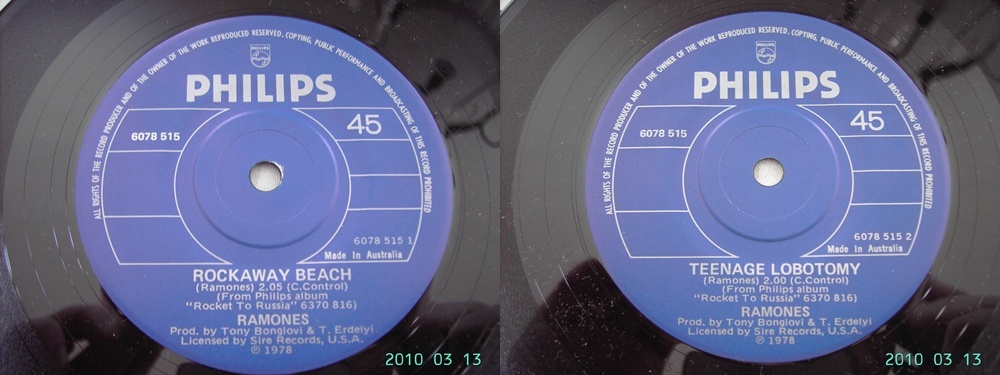 ALL RIGHTS OF THE RECORD PRODUCER AND OF THE OWNER OF THE WORK REPRODUCED RESERVED. COPYING, PUBLIC PERFORMANCE AND BROADCASTING OF THIS RECORD PROHIBITED
PHILIPS
PHILIPS
45
6078 515
6078 515 1
Made In Australia
ROCKAWAY BEACH
(Ramones) 2.05 (C.Control)
(From Philips album
"Rocket To Russia" 6370 816)
RAMONES
Prod. by Tony Bongiovi & T. Erdelyi
Licensed by Sire Records, U.S.A.
℗ 1978
2010 03 13
ALL RIGHTS OF THE RECORD PRODUCER AND OF THE OWNER OF THE WORK REPRODUCED RESERVED. COPYING, PUBLIC PERFORMANCE AND BROADCASTING OF THIS RECORD PROHIBITED
PHILIPS
PHILIPS
45
6078 515
6078 515 2
Made In Australia
TEENAGE LOBOTOMY
(Ramones) 2.00 (C.Control)
(From Philips album
"Rocket To Russia" 6370 816)
RAMONES
Prod. by Tony Bongiovi & T. Erdelyi
Licensed by Sire Records, U.S.A.
℗ 1978
2010 03 13